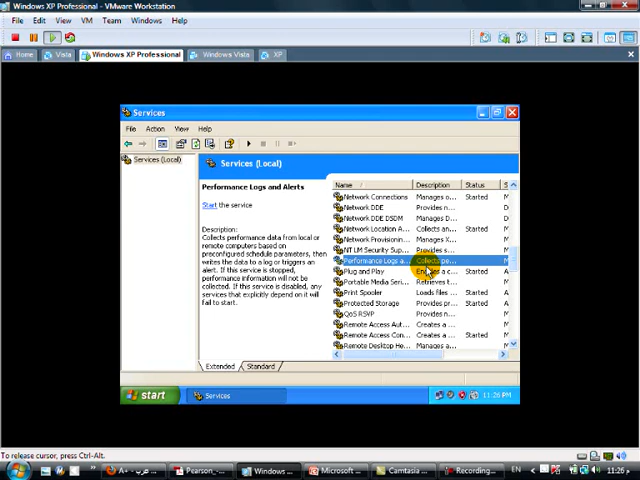 Windows XP Professional - VMware Workstation
File Edit View VM Team Windows Help
Home Vista Windows XP Professional Windows Vista XP
Services
File Action View Help
Services (Local)
Services (Local)
Performance Logs and Alerts
Start the service
Description:
Collects performance data from local or
remote computers based on
preconfigured schedule parameters, then
writes the data to a log or triggers an
alert. If this service is stopped,
performance information will not be
collected. If this service is disabled, any
services that explicitly depend on it will
fail to start.
Name Description Status S
Network Connections Manages o... Started M
Network DDE Provides n... M
Network DDE DSDM Manages ... M
Network Location A... Collects an... Started M
Network Provisionin... Manages X... M
NT LM Security Sup... Provides s... M
Performance Logs a... Collects pe... M
Plug and Play Enables a c... Started A
Portable Media Seri... Retrieves t... M
Print Spooler Loads files ... Started A
Protected Storage Provides pr... Started A
QoS RSVP Provides n... M
Remote Access Aut... Creates a ... M
Remote Access Con... Creates a ... Started M
Remote Desktop He... Manages a... M
Extended Standard
start Services 11:26 PM
To release cursor, press Ctrl-Alt.
A+ - عرب ... Pearson_-... Windows ... Microsoft ... Camtasia ... Recording... EN 11:26 م